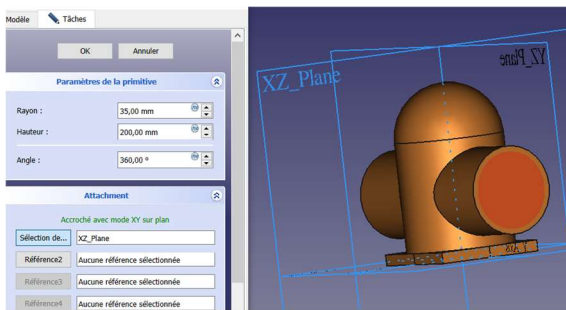 Modèle Tâches
OK Annuler
Paramètres de la primitive
Rayon : 35,00 mm
Hauteur : 200,00 mm
Angle : 360,00 º
Attachment
Accroché avec mode XY sur plan
Sélection de... XZ_Plane
Référence2 Aucune référence sélectionnée
Référence3 Aucune référence sélectionnée
Référence4 Aucune référence sélectionnée
XZ_Plane
YZ_Plane